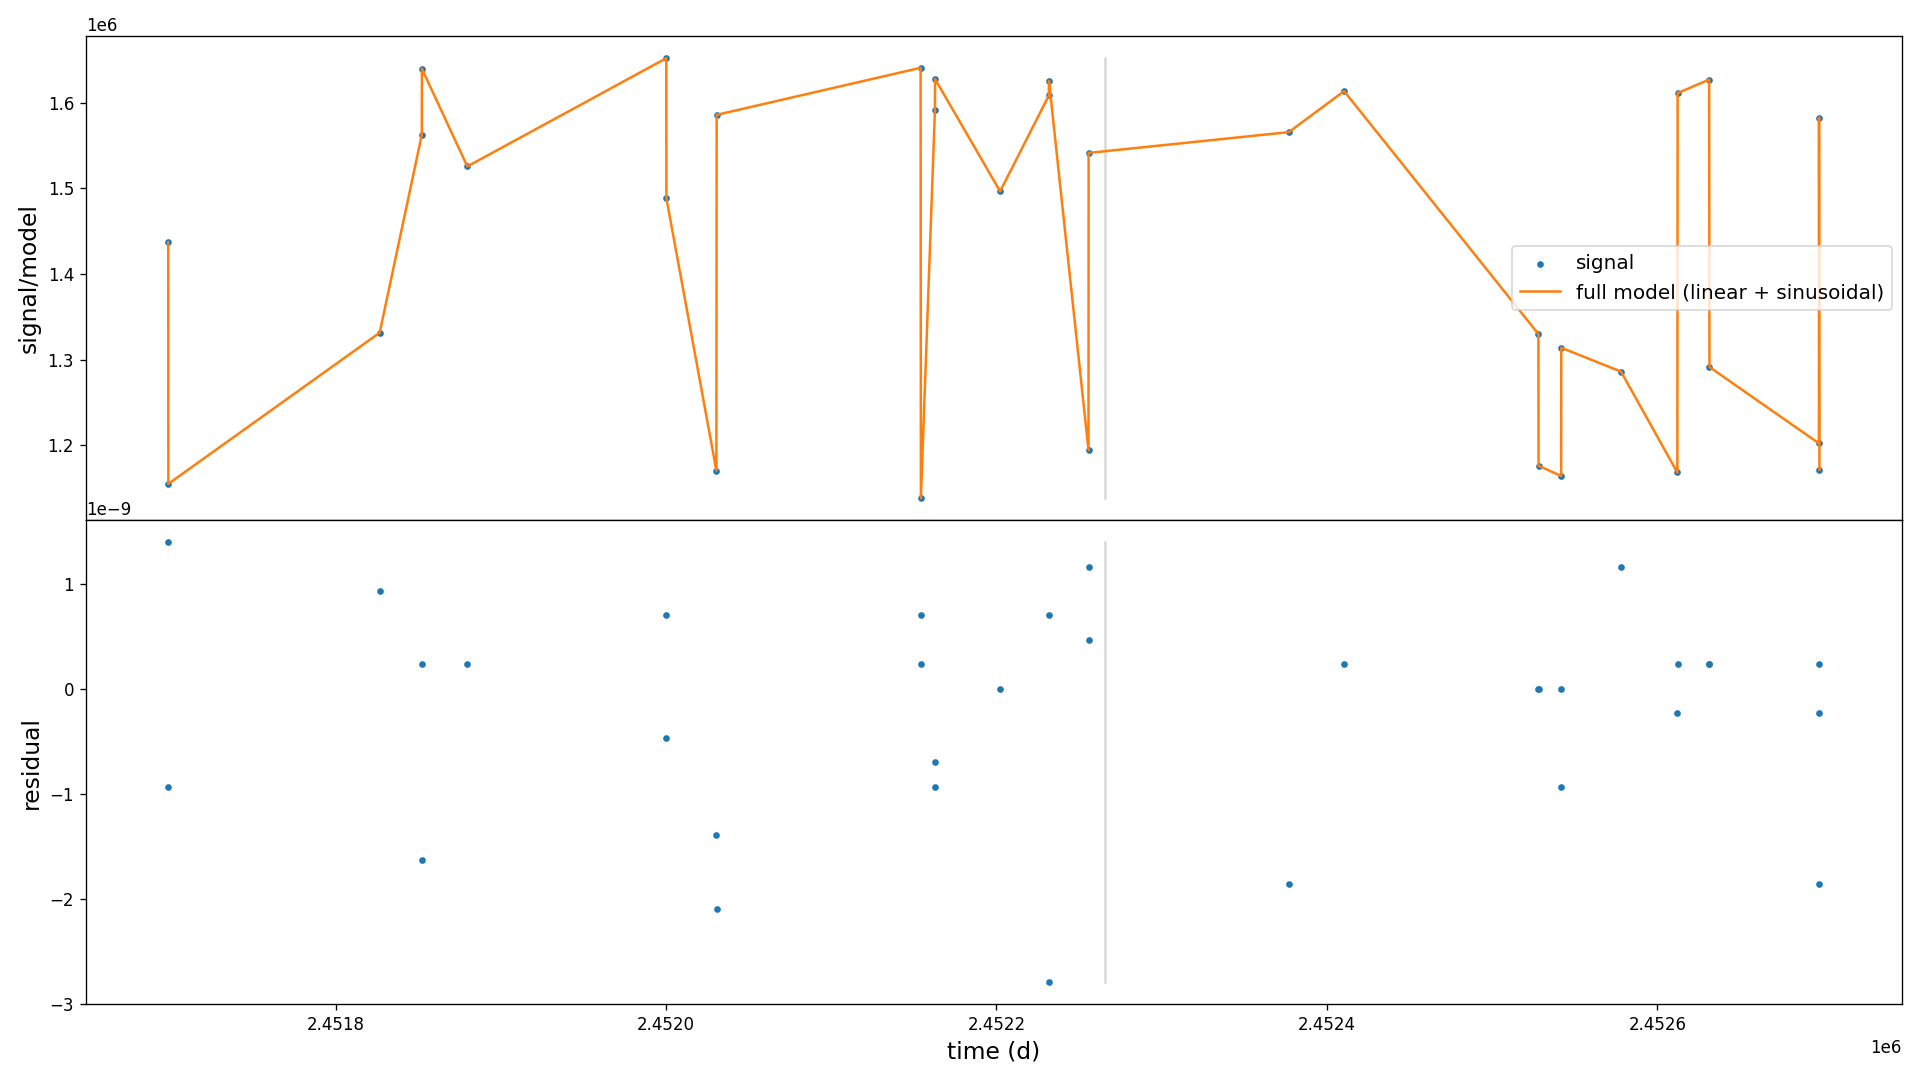 1e6
1.6
1.5
1.4
1.3
1.2
signal/model
signal
full model (linear + sinusoidal)
1e−9
1
0
−1
−2
−3
residual
2.4518
2.4520
2.4522
2.4524
2.4526
time (d)
1e6